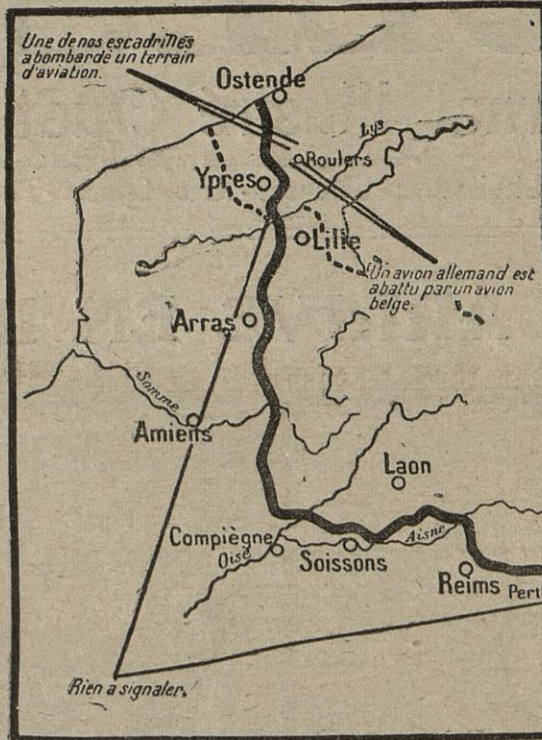 Une de nos escadrilles
a bombardé un terrain
d'aviation.
Ostende
Lys
Roulers
Ypres
Lille
Un avion allemand est
abattu par un avion
belge.
Arras
Somme
Amiens
Laon
Compiègne
Oise
Soissons
Aisne
Reims
Perth
Rien a signaler.